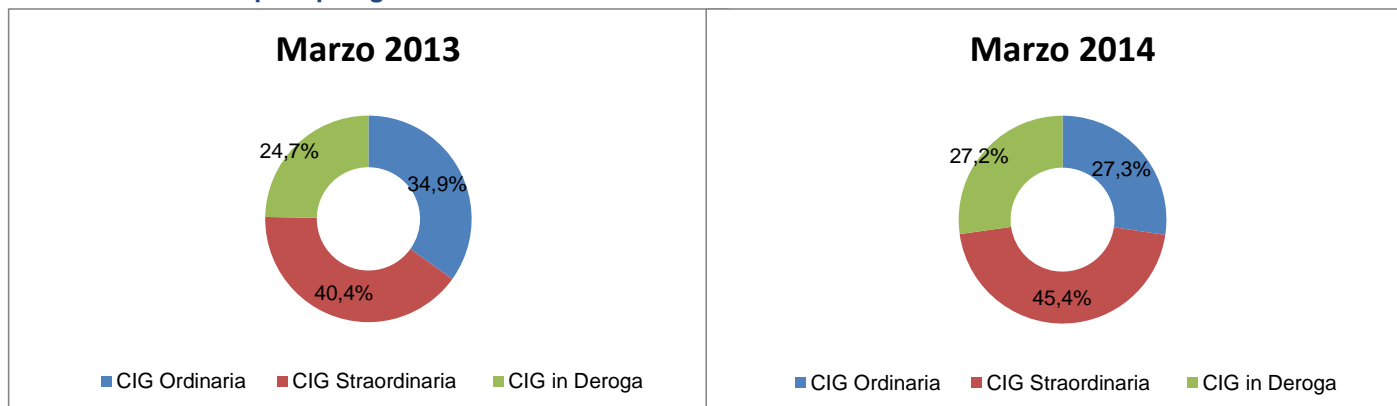 Marzo 2013
24,7%
34,9%
40,4%
CIG Ordinaria CIG Straordinaria CIG in Deroga
Marzo 2014
27,2%
27,3%
45,4%
CIG Ordinaria CIG Straordinaria CIG in Deroga